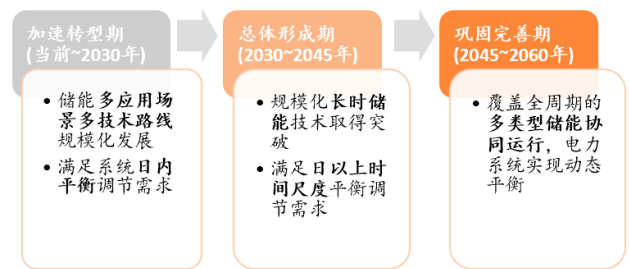 加速转型期
(当前~2030年)
• 储能多应用场
景多技术路线
规模化发展
• 满足系统日内
平衡调节需求
总体形成期
(2030~2045年)
• 规模化长时储
能技术取得突
破
• 满足日以上时
间尺度平衡调
节需求
巩固完善期
(2045~2060年)
• 覆盖全周期的
多类型储能协
同运行，电力
系统实现动态
平衡